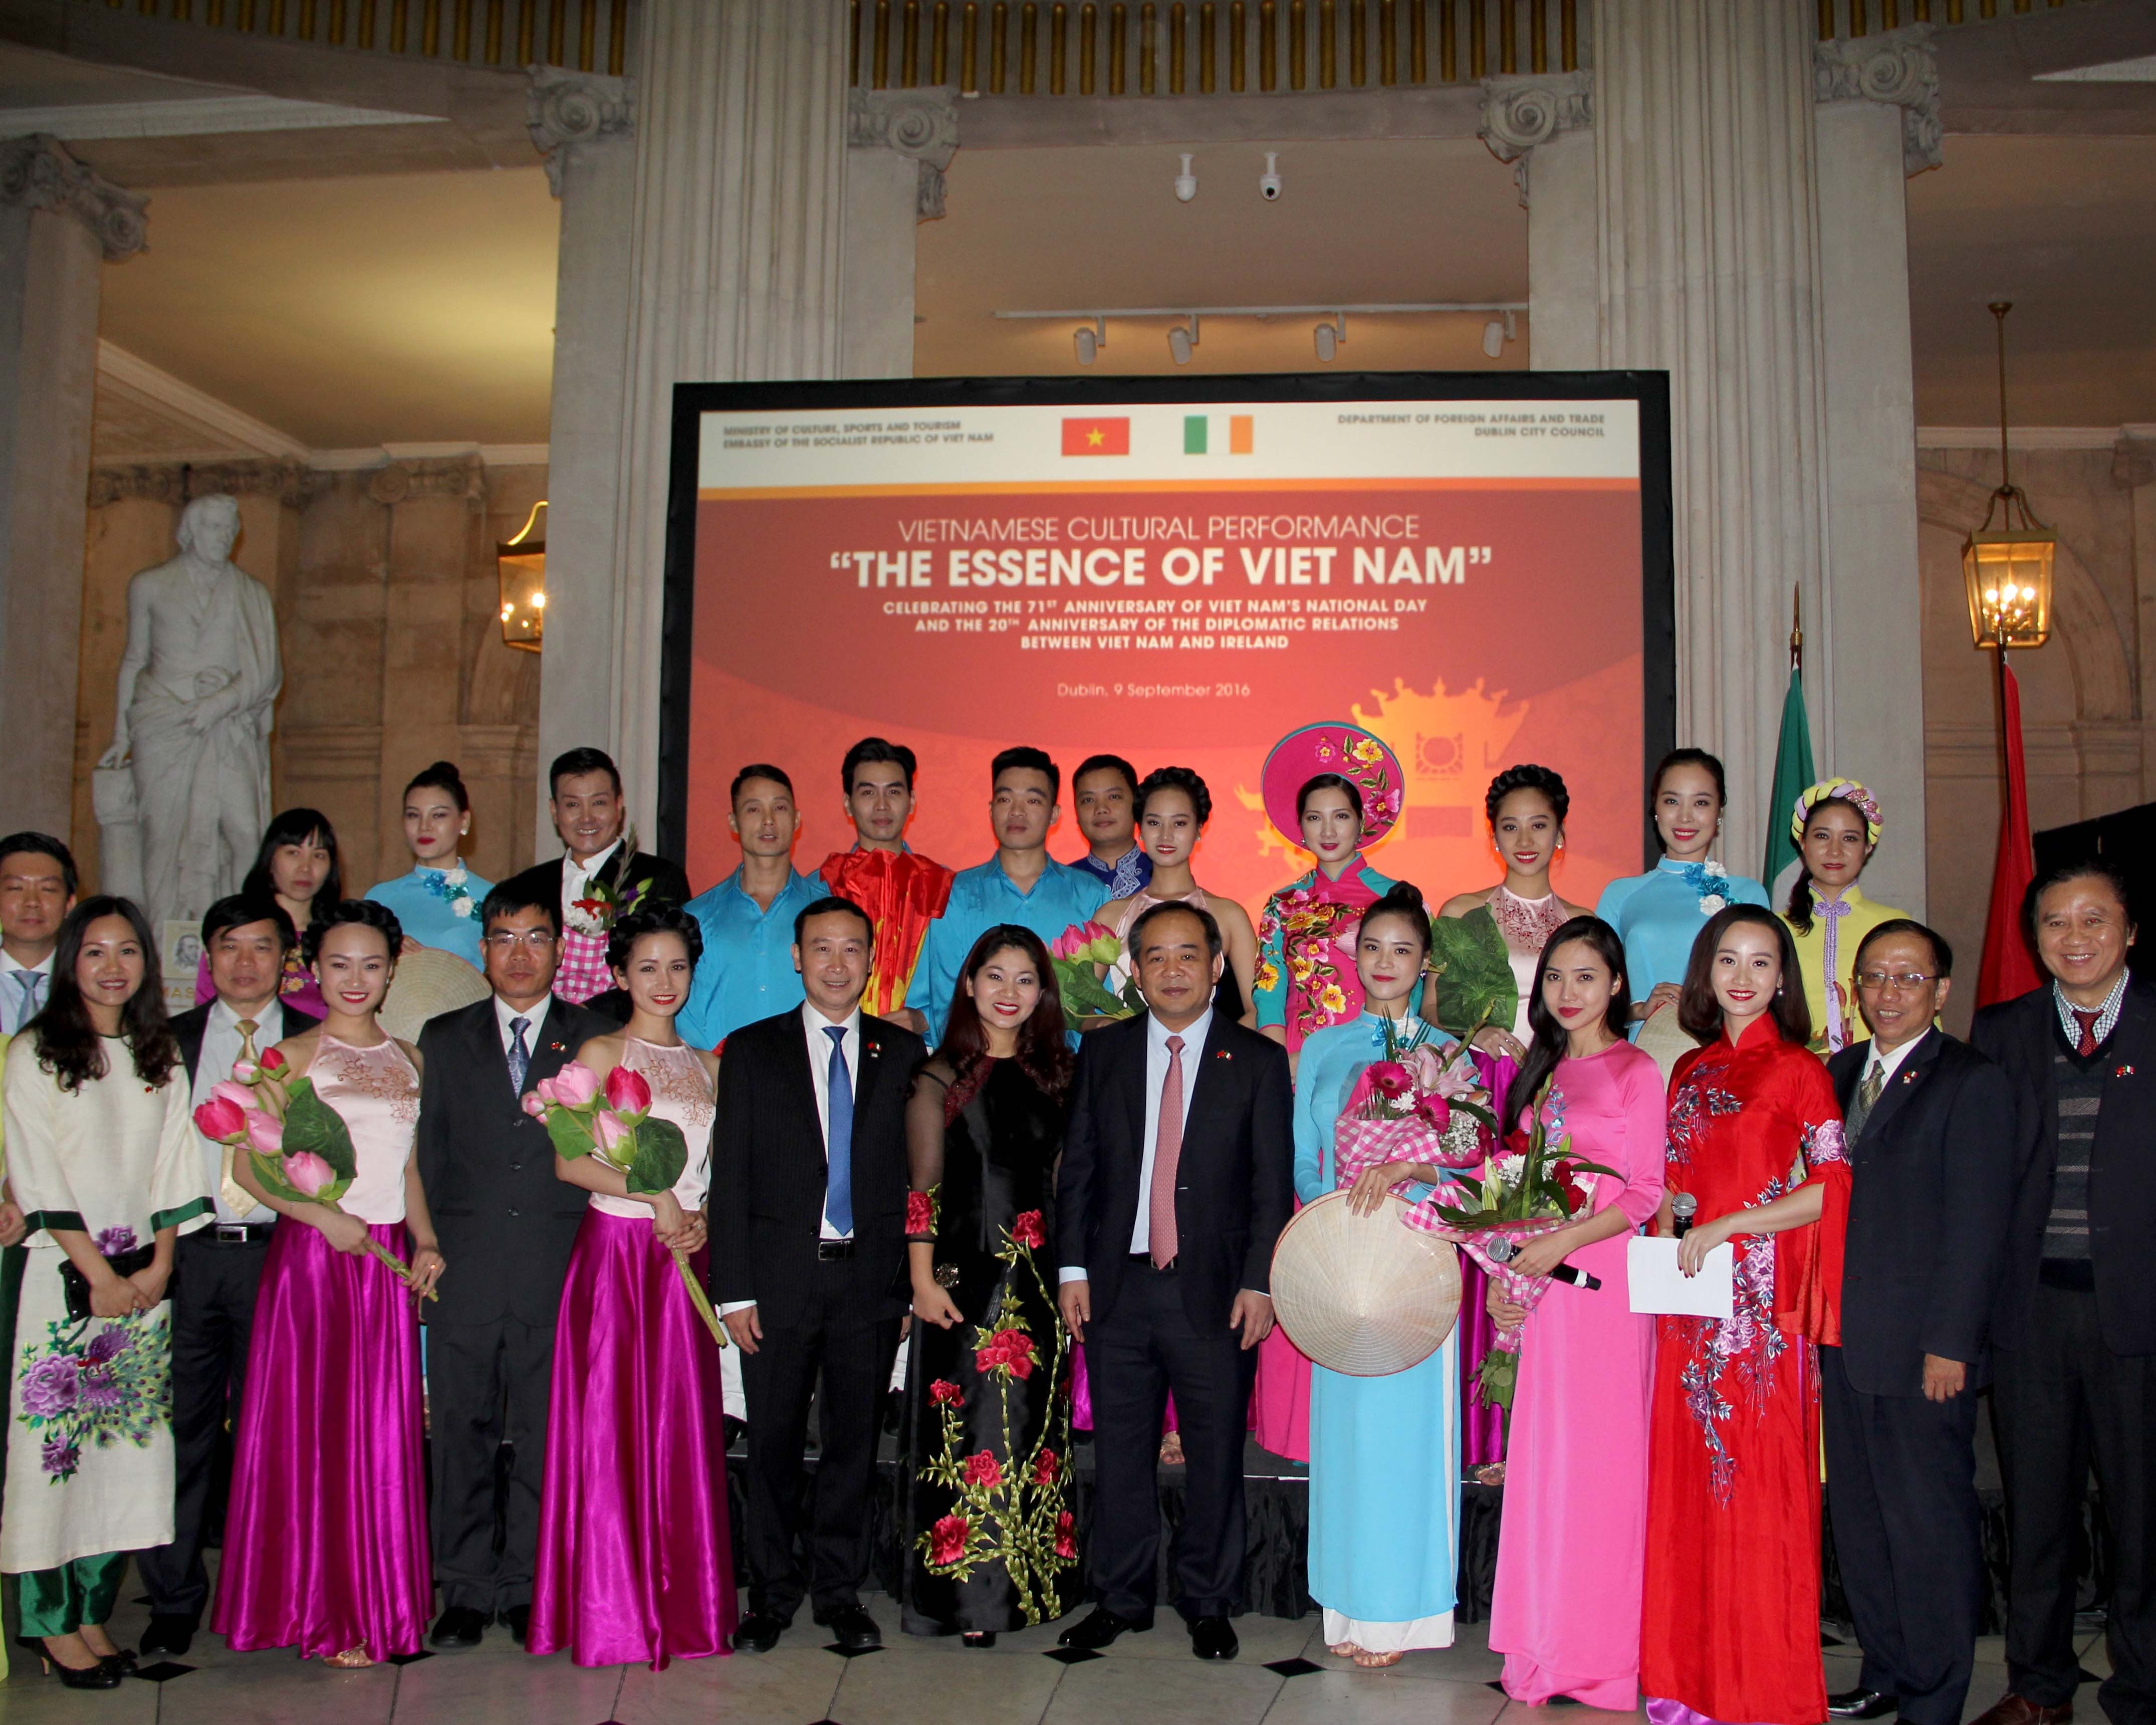 MINISTRY OF CULTURE, SPORTS AND TOURISM
EMBASSY OF THE SOCIALIST REPUBLIC OF VIET NAM
DEPARTMENT OF FOREIGN AFFAIRS AND TRADE
DUBLIN CITY COUNCIL
VIETNAMESE CULTURAL PERFORMANCE
“THE ESSENCE OF VIET NAM”
CELEBRATING THE 71ST ANNIVERSARY OF VIET NAM'S NATIONAL DAY
AND THE 20TH ANNIVERSARY OF THE DIPLOMATIC RELATIONS
BETWEEN VIET NAM AND IRELAND
Dublin, 9 September 2016